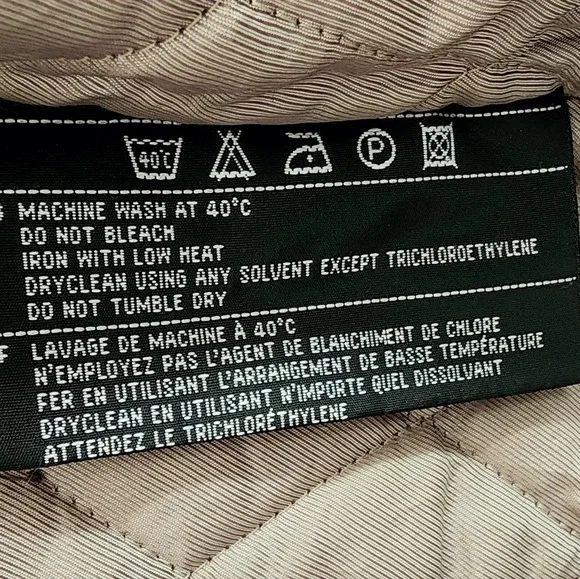 40C P
MACHINE WASH AT 40°C
DO NOT BLEACH
IRON WITH LOW HEAT
DRYCLEAN USING ANY SOLVENT EXCEPT TRICHLOROETHYLENE
DO NOT TUMBLE DRY
F LAVAGE DE MACHINE À 40°C
N'EMPLOYEZ PAS L'AGENT DE BLANCHIMENT DE CHLORE
FER EN UTILISANT L'ARRANGEMENT DE BASSE TEMPÉRATURE
DRYCLEAN EN UTILISANT N'IMPORTE QUEL DISSOLVANT
ATTENDEZ LE TRICHLORÉTHYLENE